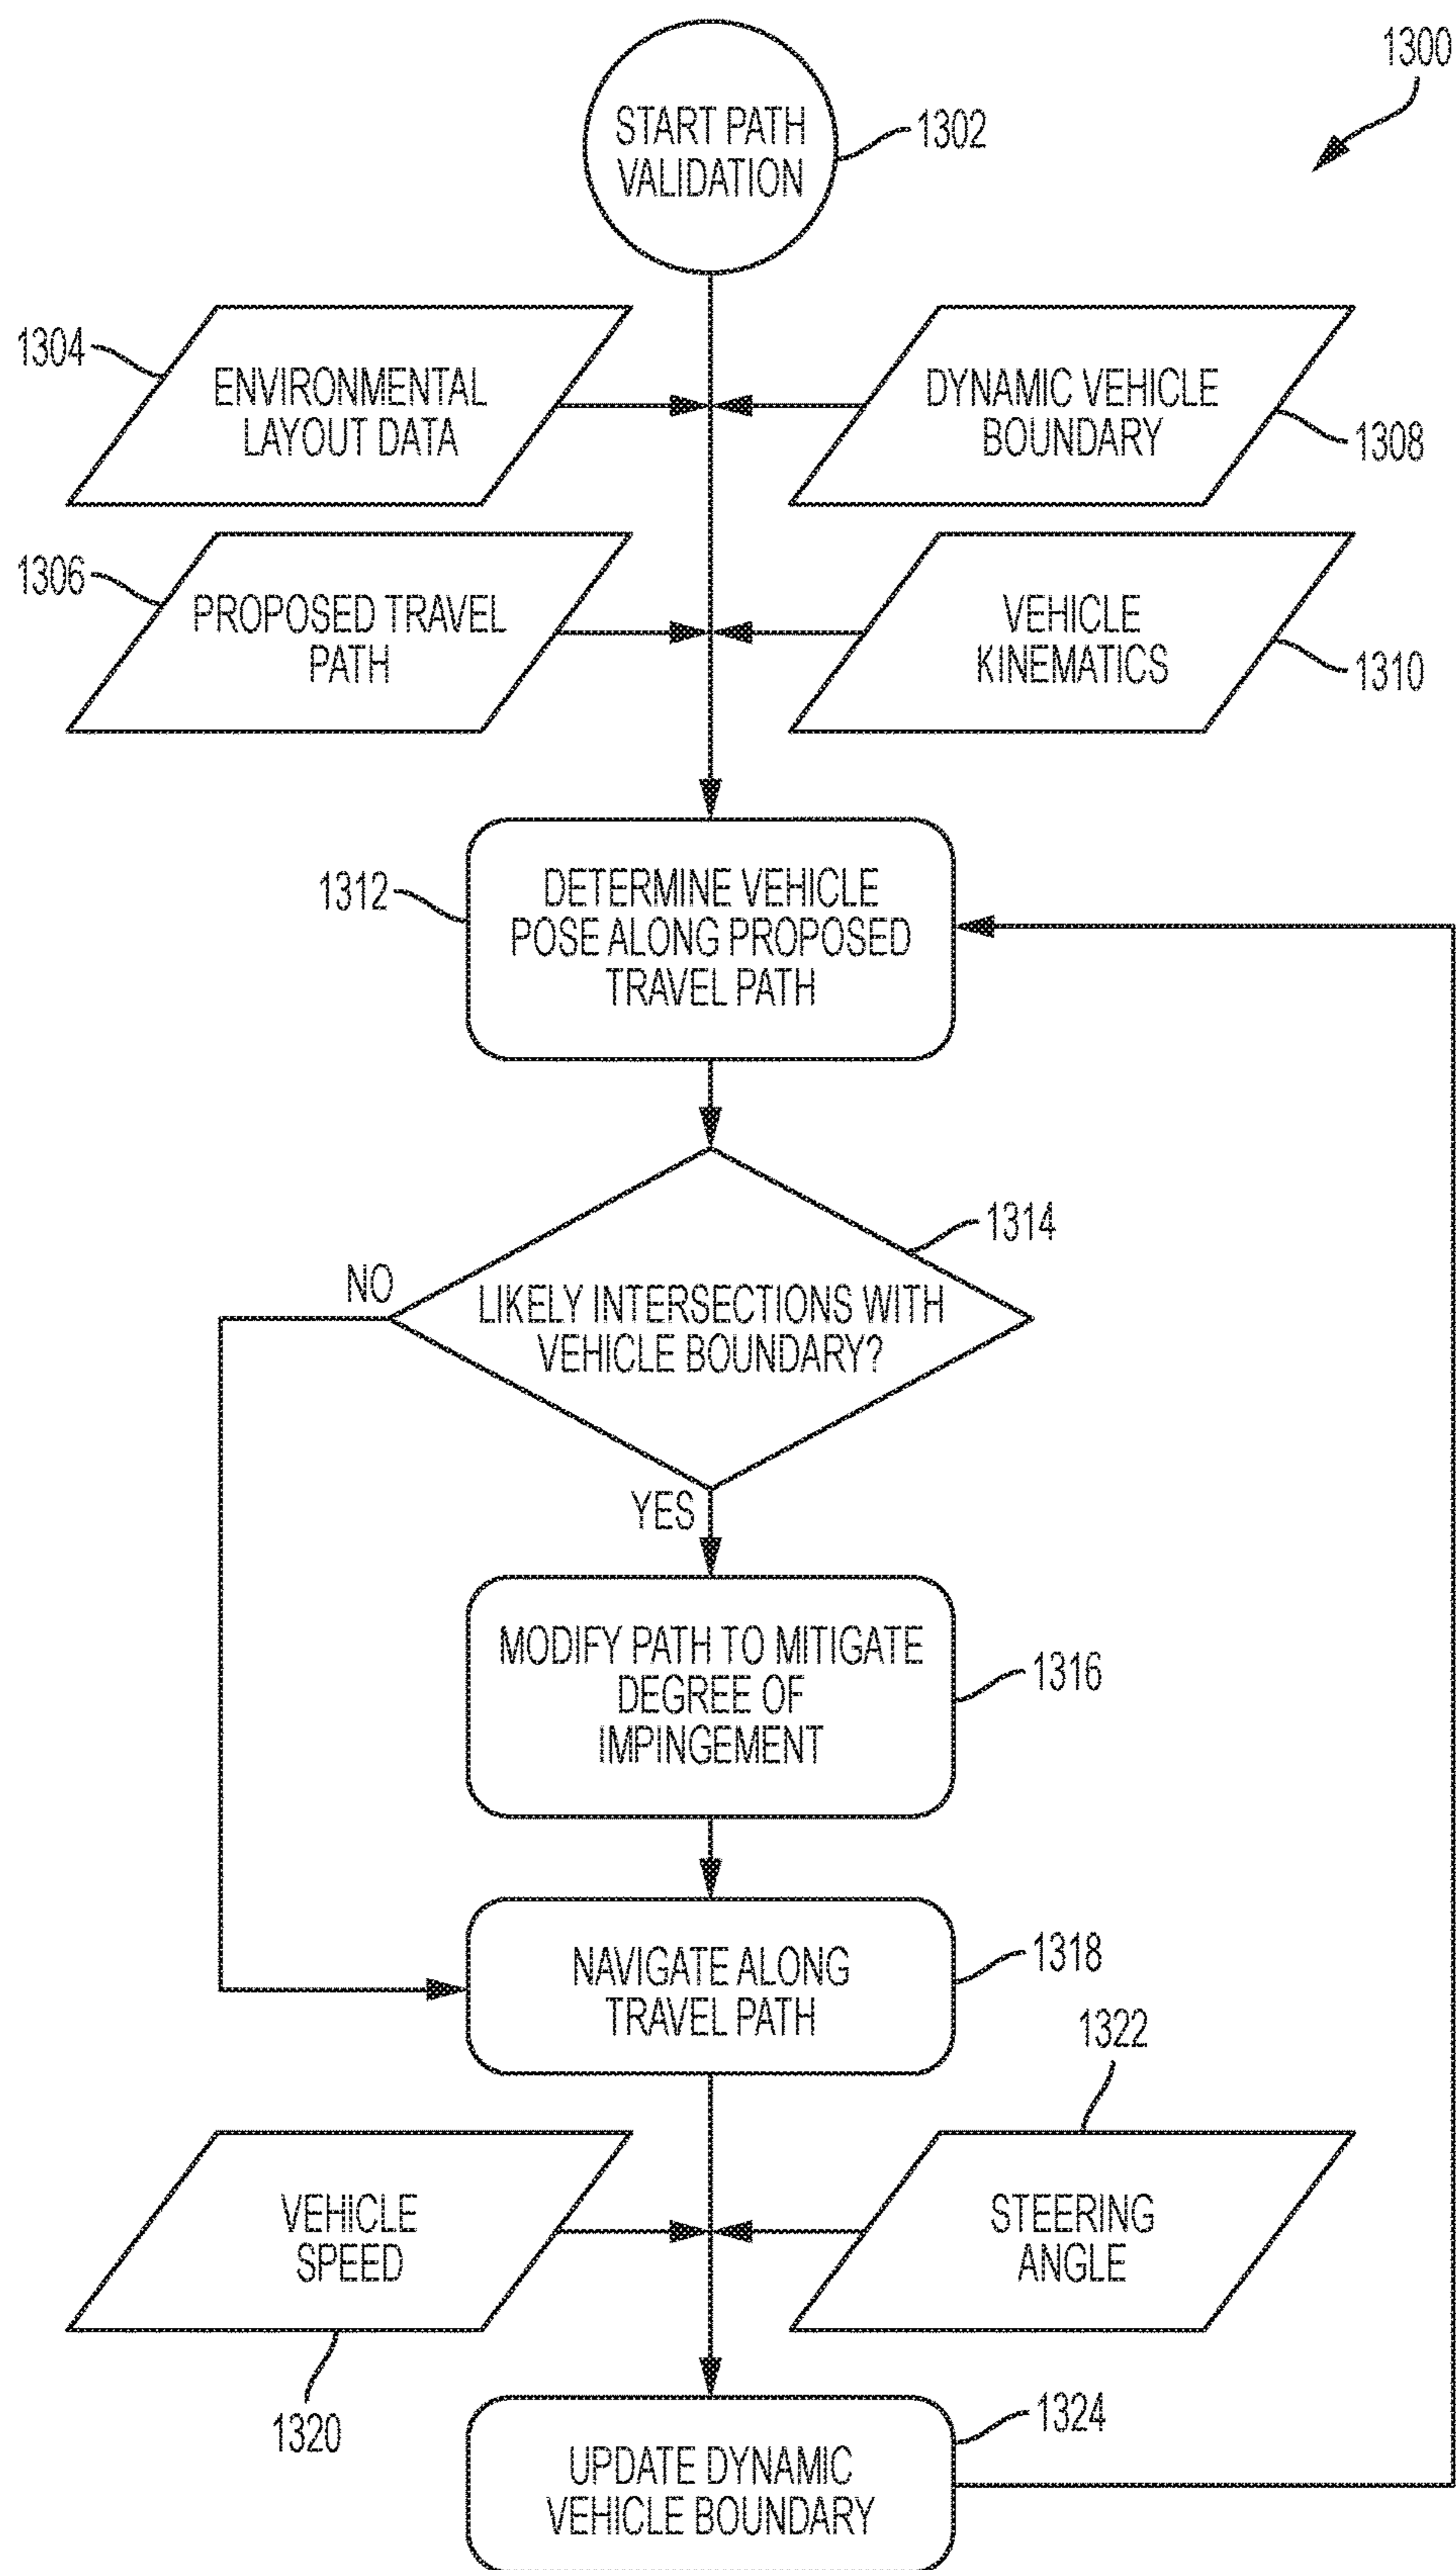 1300
START PATH
VALIDATION
1302
1304
ENVIRONMENTAL
LAYOUT DATA
DYNAMIC VEHICLE
BOUNDARY
1308
1306
PROPOSED TRAVEL
PATH
VEHICLE
KINEMATICS
1310
1312
DETERMINE VEHICLE
POSE ALONG PROPOSED
TRAVEL PATH
1314
NO
LIKELY INTERSECTIONS WITH
VEHICLE BOUNDARY?
YES
MODIFY PATH TO MITIGATE
DEGREE OF
IMPINGEMENT
1316
NAVIGATE ALONG
TRAVEL PATH
1318
1322
VEHICLE
SPEED
STEERING
ANGLE
1320
1324
UPDATE DYNAMIC
VEHICLE BOUNDARY